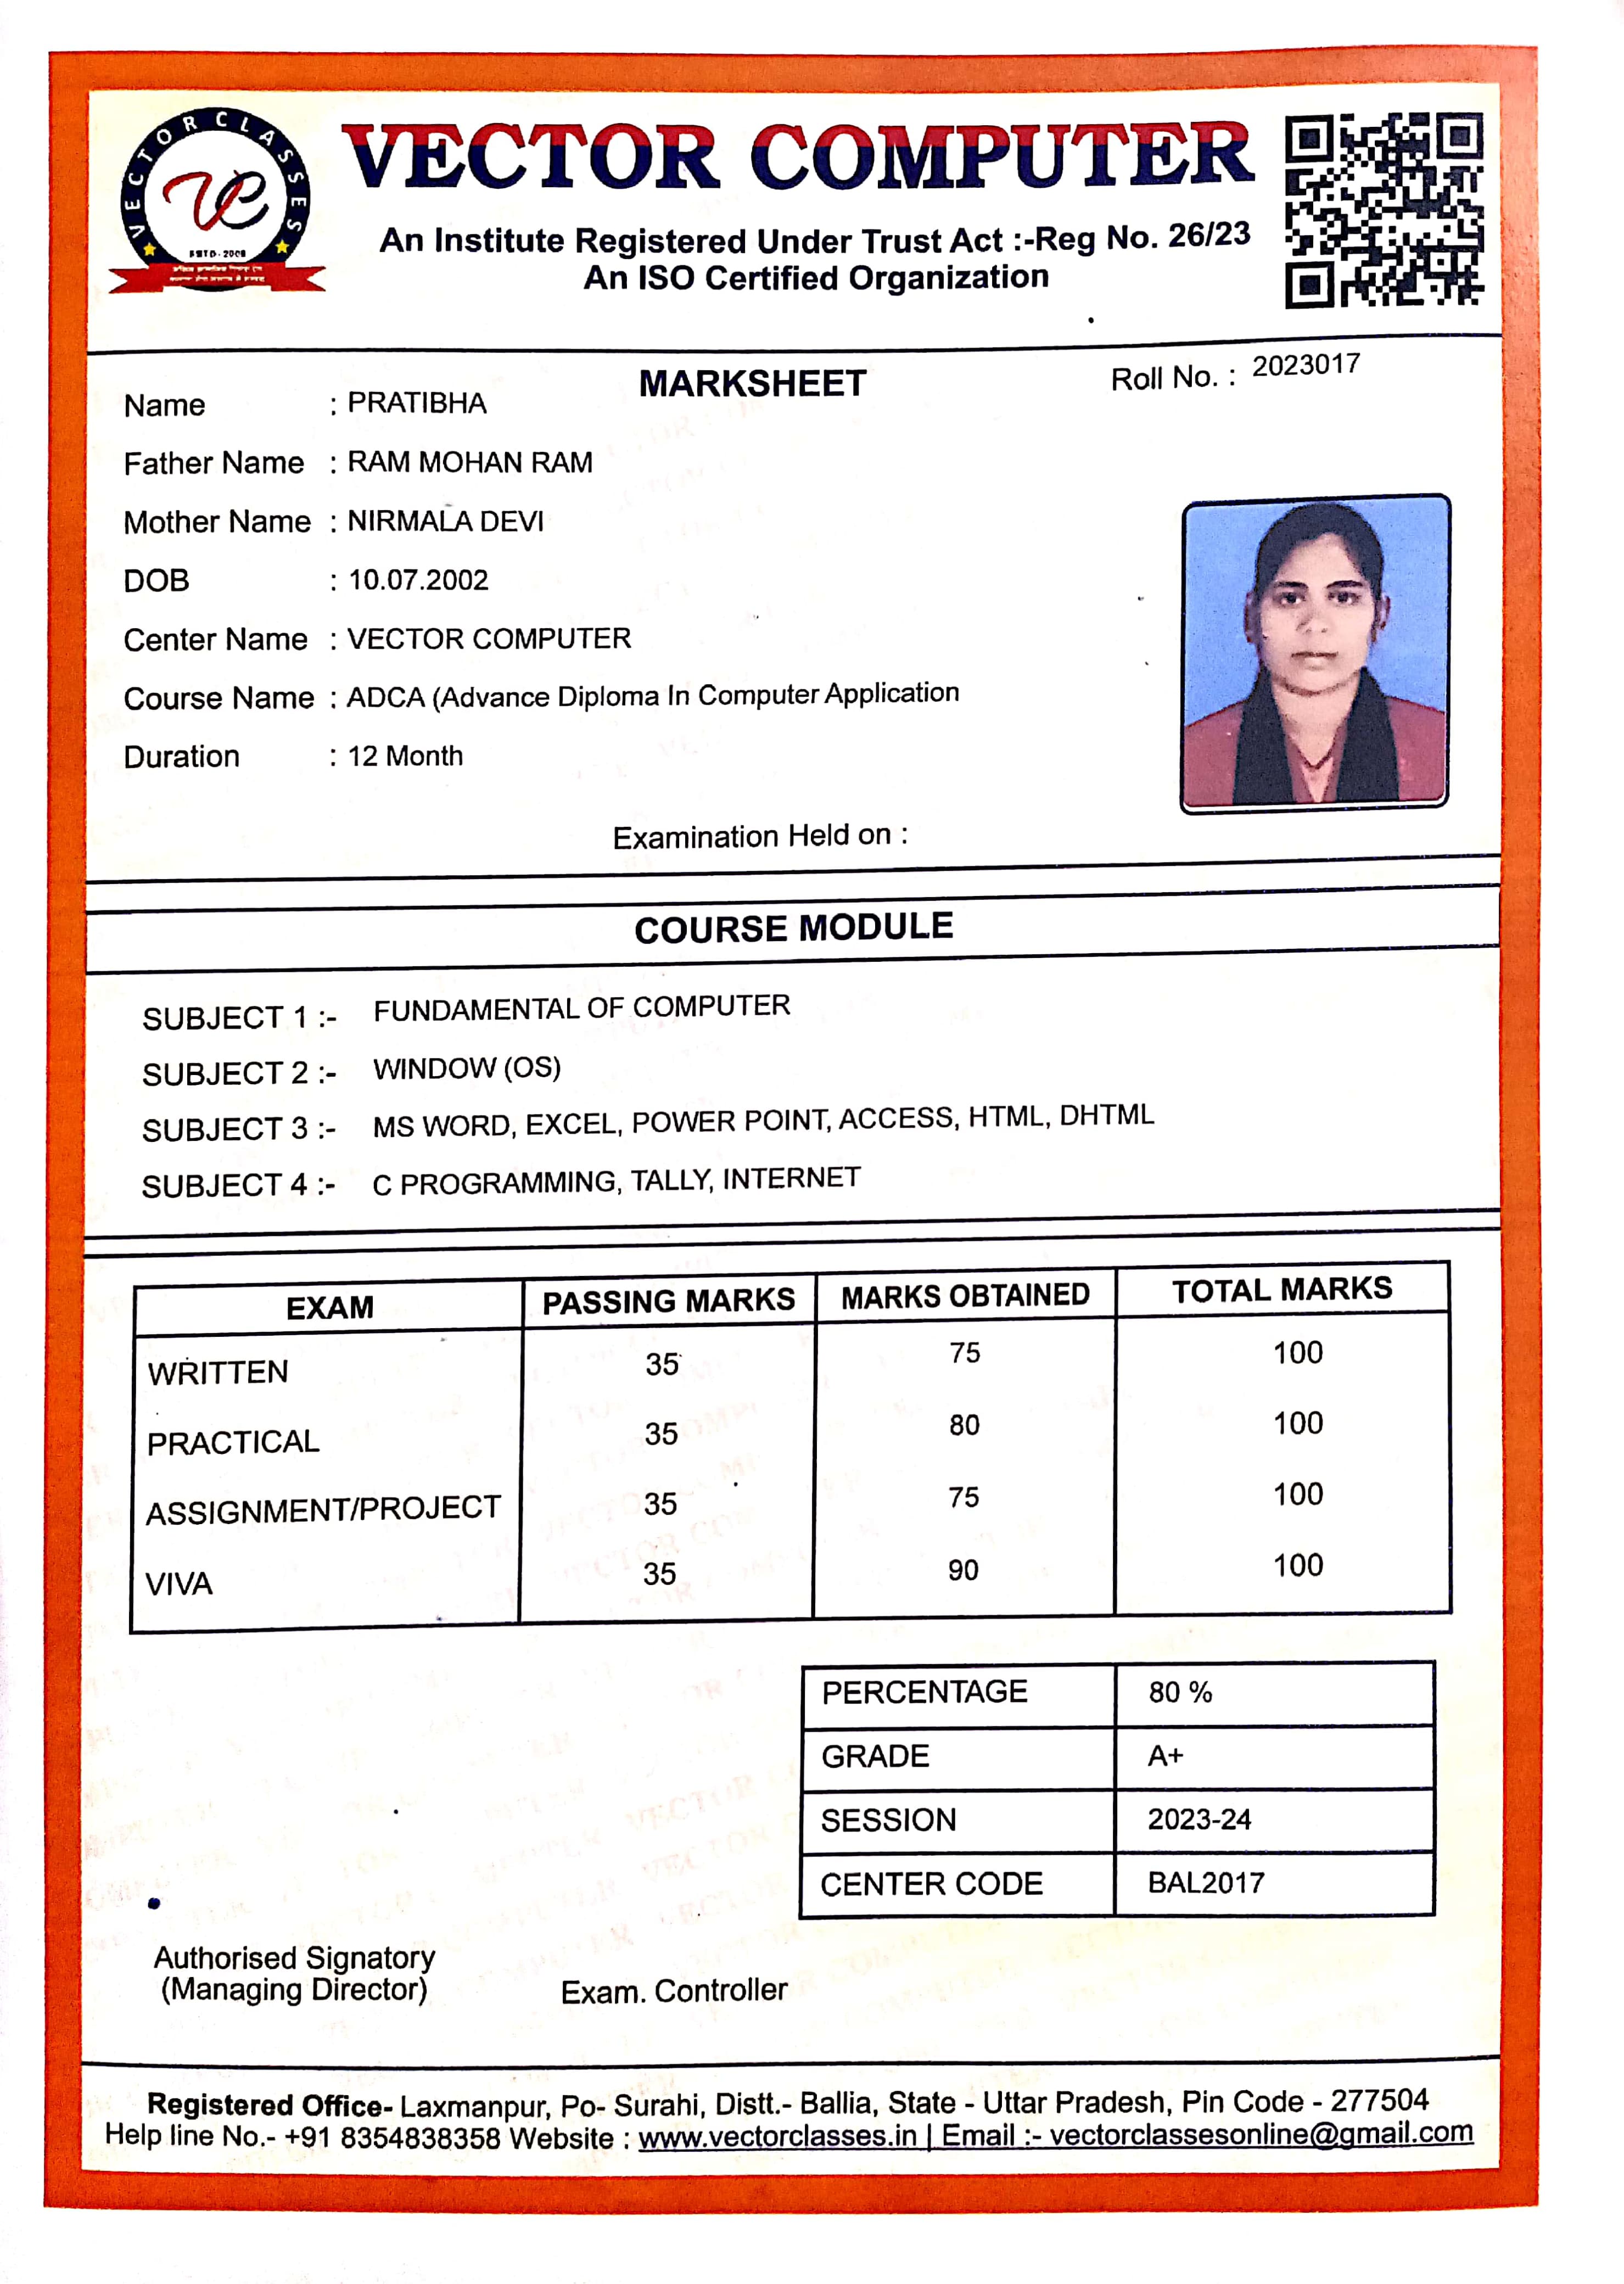 VECTOR CLASSES
VC
ESTD-2009
VECTOR COMPUTER
An Institute Registered Under Trust Act :-Reg No. 26/23
An ISO Certified Organization
MARKSHEET
Roll No. : 2023017
Name : PRATIBHA
Father Name : RAM MOHAN RAM
Mother Name : NIRMALA DEVI
DOB : 10.07.2002
Center Name : VECTOR COMPUTER
Course Name : ADCA (Advance Diploma In Computer Application
Duration : 12 Month
Examination Held on :
COURSE MODULE
SUBJECT 1 :- FUNDAMENTAL OF COMPUTER
SUBJECT 2 :- WINDOW (OS)
SUBJECT 3 :- MS WORD, EXCEL, POWER POINT, ACCESS, HTML, DHTML
SUBJECT 4 :- C PROGRAMMING, TALLY, INTERNET
EXAM PASSING MARKS MARKS OBTAINED TOTAL MARKS
WRITTEN 35 75 100
PRACTICAL 35 80 100
ASSIGNMENT/PROJECT 35 75 100
VIVA 35 90 100
PERCENTAGE 80 %
GRADE A+
SESSION 2023-24
CENTER CODE BAL2017
Authorised Signatory
(Managing Director)
Exam. Controller
Registered Office- Laxmanpur, Po- Surahi, Distt.- Ballia, State - Uttar Pradesh, Pin Code - 277504
Help line No.- +91 8354838358 Website : www.vectorclasses.in | Email :- vectorclassesonline@gmail.com